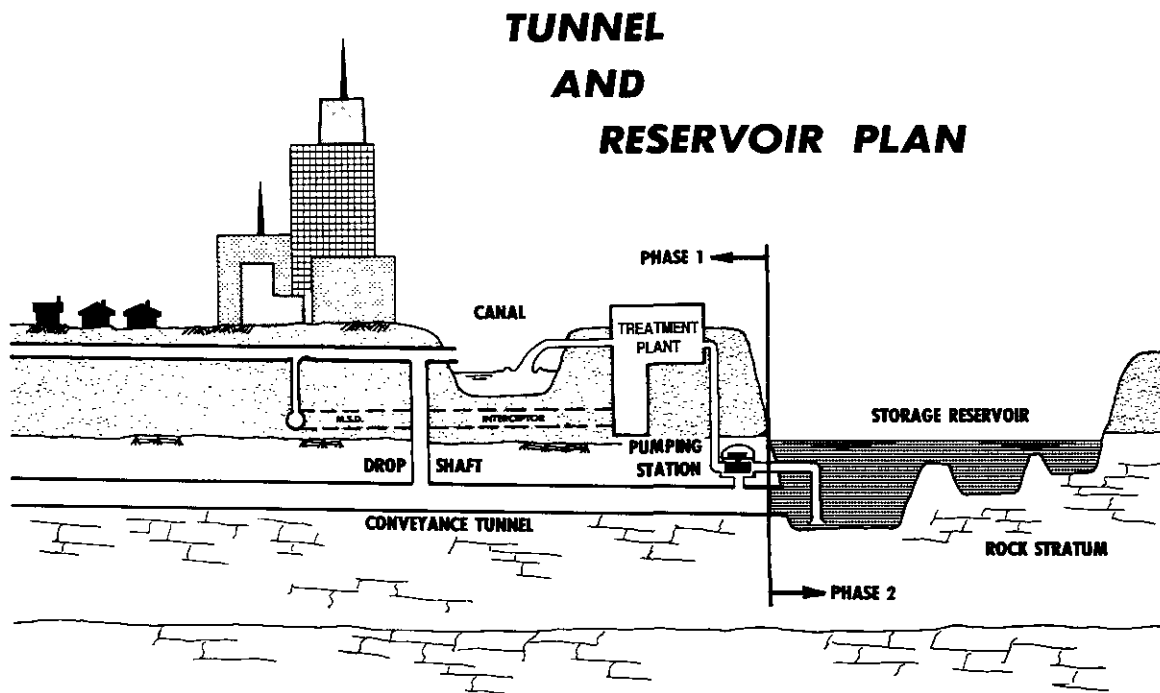 TUNNEL
AND
RESERVOIR PLAN
PHASE 1
CANAL
TREATMENT
PLANT
M.S.D. INTERCEPTOR
STORAGE RESERVOIR
DROP SHAFT
PUMPING
STATION
CONVEYANCE TUNNEL
ROCK STRATUM
PHASE 2